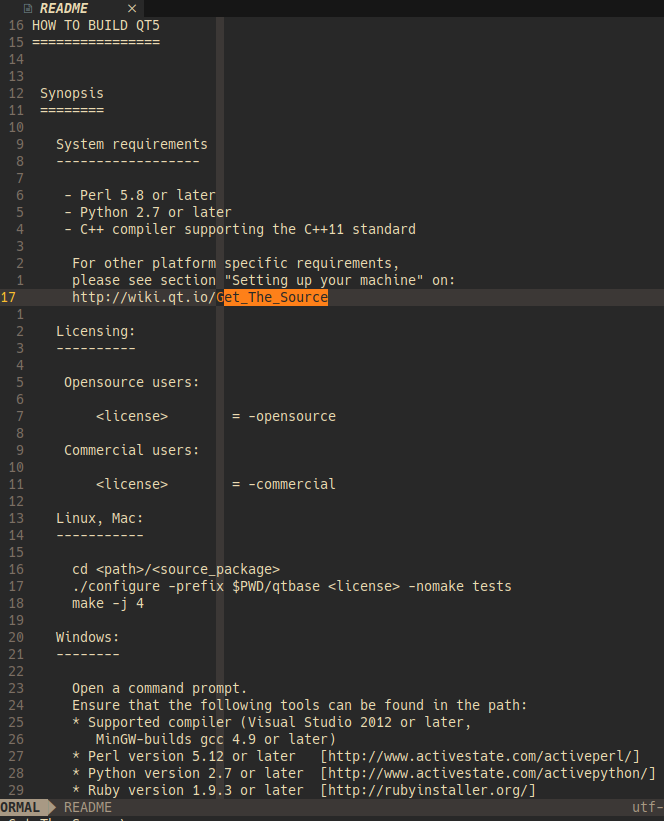 README ×
16 HOW TO BUILD QT5
15 ================
14
13
12 Synopsis
11 ========
10
9 System requirements
8 ------------------
7
6 - Perl 5.8 or later
5 - Python 2.7 or later
4 - C++ compiler supporting the C++11 standard
3
2 For other platform specific requirements,
1 please see section "Setting up your machine" on:
17 http://wiki.qt.io/Get_The_Source
1
2 Licensing:
3 ----------
4
5 Opensource users:
6
7 <license> = -opensource
8
9 Commercial users:
10
11 <license> = -commercial
12
13 Linux, Mac:
14 -----------
15
16 cd <path>/<source_package>
17 ./configure -prefix $PWD/qtbase <license> -nomake tests
18 make -j 4
19
20 Windows:
21 --------
22
23 Open a command prompt.
24 Ensure that the following tools can be found in the path:
25 * Supported compiler (Visual Studio 2012 or later,
26 MinGW-builds gcc 4.9 or later)
27 * Perl version 5.12 or later [http://www.activestate.com/activeperl/]
28 * Python version 2.7 or later [http://www.activestate.com/activepython/]
29 * Ruby version 1.9.3 or later [http://rubyinstaller.org/]
ORMAL README utf-